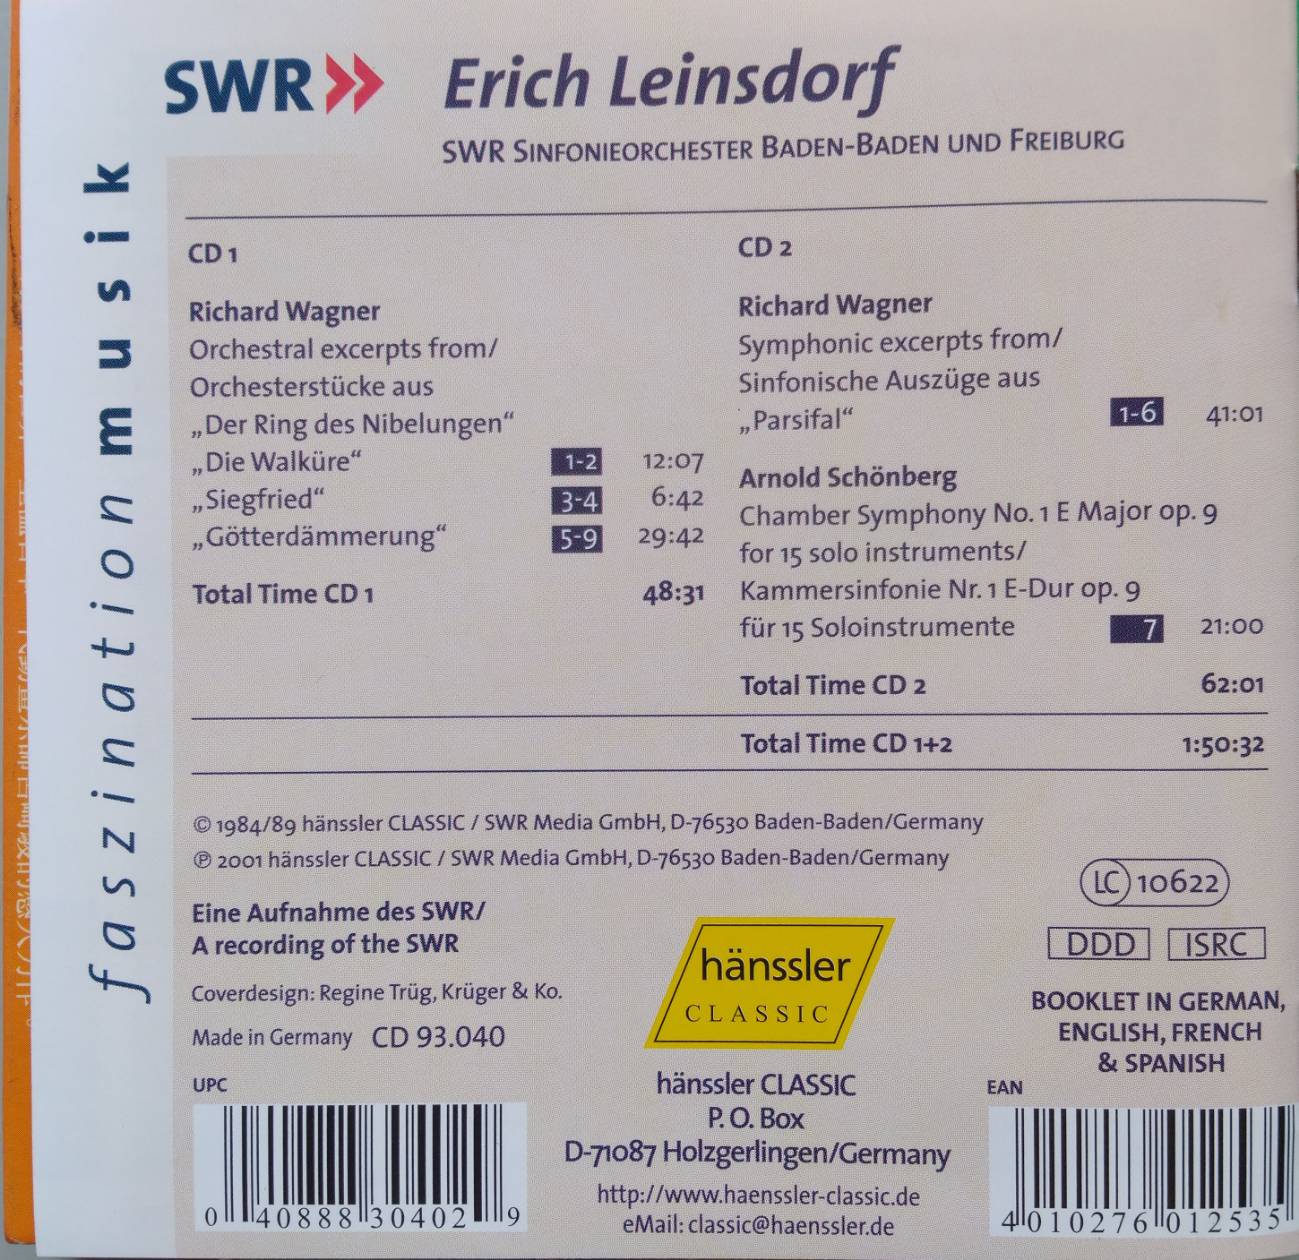 SWR
Erich Leinsdorf
SWR SINFONIEORCHESTER BADEN-BADEN UND FREIBURG
faszination musik
CD 1
Richard Wagner
Orchestral excerpts from/
Orchesterstücke aus
„Der Ring des Nibelungen“
„Die Walküre“ 1-2 12:07
„Siegfried“ 3-4 6:42
„Götterdämmerung“ 5-9 29:42
Total Time CD 1 48:31
CD 2
Richard Wagner
Symphonic excerpts from/
Sinfonische Auszüge aus
„Parsifal“ 1-6 41:01
Arnold Schönberg
Chamber Symphony No. 1 E Major op. 9
for 15 solo instruments/
Kammersinfonie Nr. 1 E-Dur op. 9
für 15 Soloinstrumente 7 21:00
Total Time CD 2 62:01
Total Time CD 1+2 1:50:32
© 1984/89 hänssler CLASSIC / SWR Media GmbH, D-76530 Baden-Baden/Germany
℗ 2001 hänssler CLASSIC / SWR Media GmbH, D-76530 Baden-Baden/Germany
Eine Aufnahme des SWR/
A recording of the SWR
Coverdesign: Regine Trüg, Krüger & Ko.
Made in Germany CD 93.040
UPC
0 40888 30402 9
hänssler
CLASSIC
hänssler CLASSIC
P. O. Box
D-71087 Holzgerlingen/Germany
http://www.haenssler-classic.de
eMail: classic@haenssler.de
LC 10622
DDD ISRC
BOOKLET IN GERMAN,
ENGLISH, FRENCH
& SPANISH
EAN
4 010276 012535